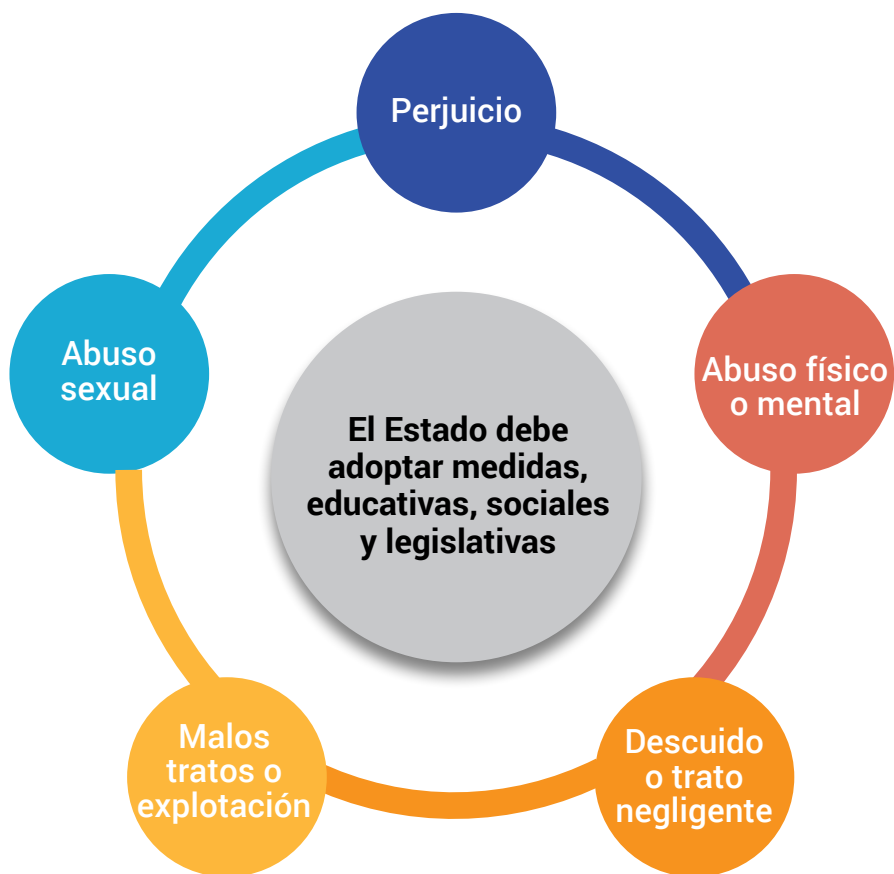 Perjuicio
Abuso físico
o mental
Descuido
o trato
negligente
Malos
tratos o
explotación
Abuso
sexual
El Estado debe
adoptar medidas,
educativas, sociales
y legislativas